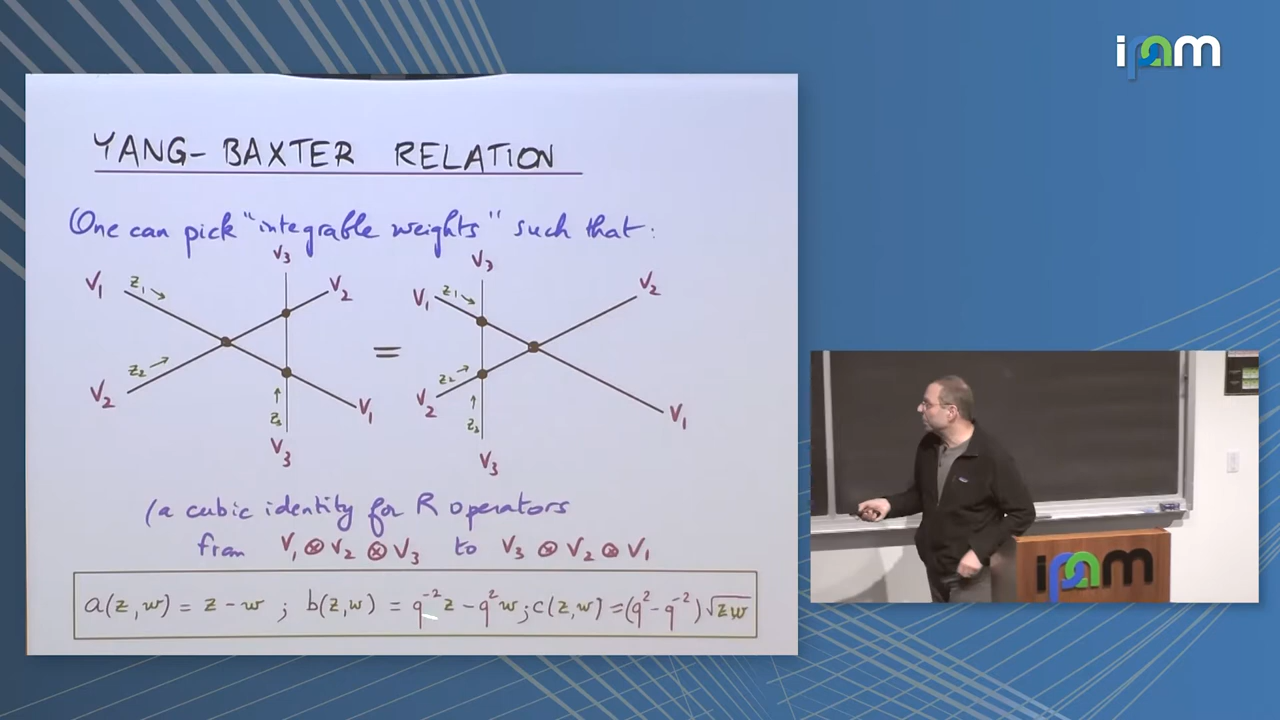 ipam
YANG-BAXTER RELATION
One can pick "integrable weights" such that:
V₃ V₃
V₁ z₁ → V₂ V₁ z₁ → V₂
=
V₂ z₂ → ↑ z₃ V₁ V₂ z₂ → ↑ z₃ V₁
V₃ V₃
(a cubic identity for R operators
from V₁ ⊗ V₂ ⊗ V₃ to V₃ ⊗ V₂ ⊗ V₁
a(z,w) = z-w ; b(z,w) = q⁻²z - q²w ; c(z,w) = (q²-q⁻²)√zw
ipam